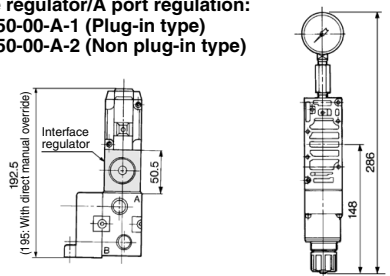 regulator/A port regulation:
50-00-A-1 (Plug-in type)
50-00-A-2 (Non plug-in type)
Interface
regulator
192.5
(195: With direct manual override)
50.5
A
B
148
286